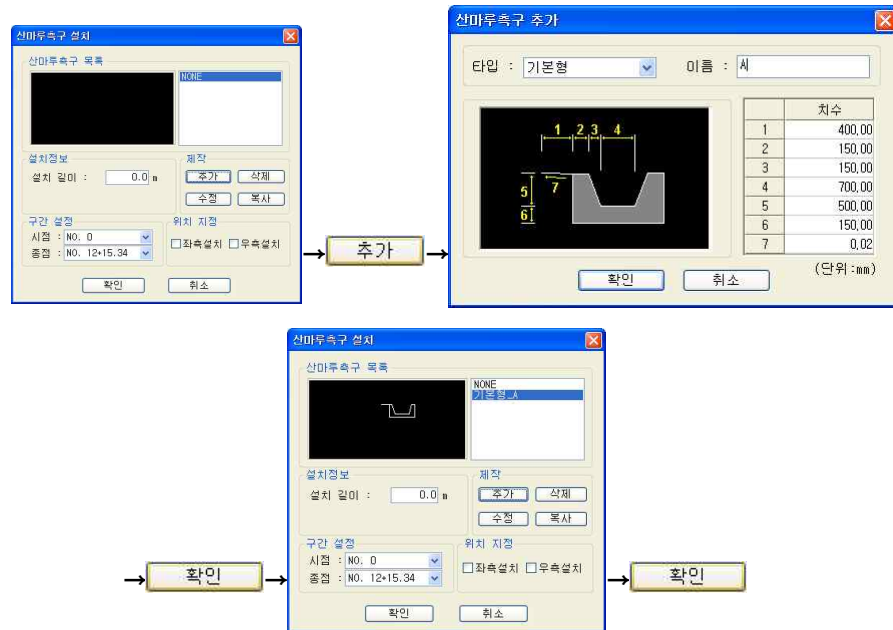 산마루측구 설치
산마루측구 목록
NONE
설치정보
설치 길이 : 0.0 m
제작
추가 삭제
수정 복사
구간 설정
시점 : NO. 0
종점 : NO. 12+15.34
위치 지정
좌측설치 우측설치
확인 취소
→ 추가 →
산마루측구 추가
타입 : 기본형 이름 : A
1 2 3 4
5
6
7
치수
1 400,00
2 150,00
3 150,00
4 700,00
5 500,00
6 150,00
7 0,02
(단위:mm)
확인 취소
→ 확인 →
산마루측구 설치
산마루측구 목록
NONE
기본형_A
설치정보
설치 길이 : 0.0 m
제작
추가 삭제
수정 복사
구간 설정
시점 : NO. 0
종점 : NO. 12+15.34
위치 지정
좌측설치 우측설치
확인 취소
→ 확인